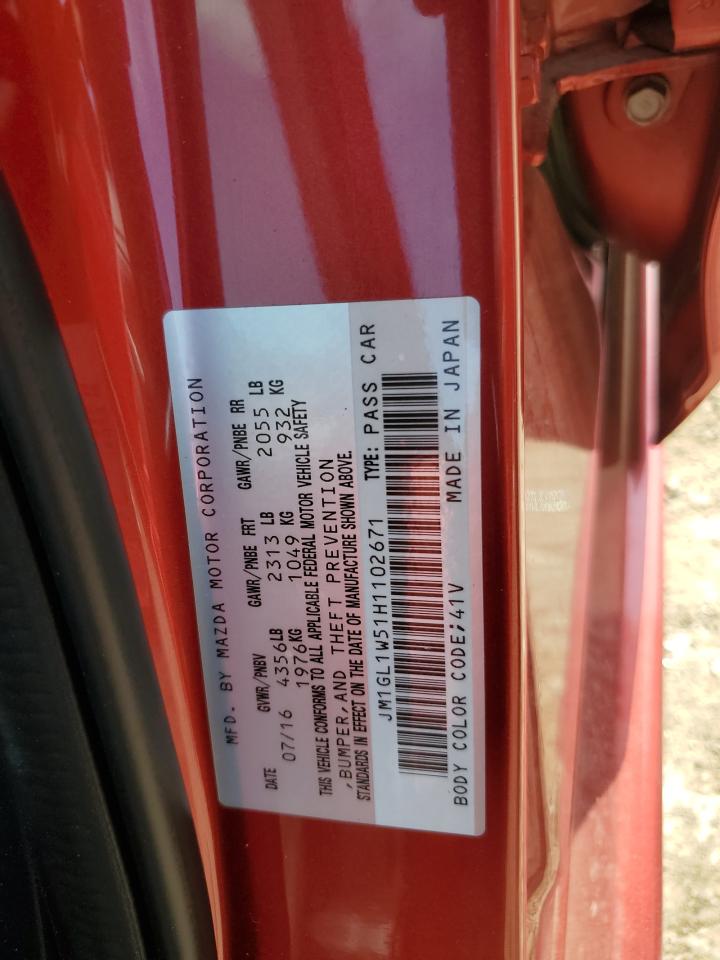 MFD. BY MAZDA MOTOR CORPORATION
DATE GVWR/PNBV GAWR/PNBE FRT GAWR/PNBE RR
07/16 4356LB 2313 LB 2055 LB
1976KG 1049 KG 932 KG
THIS VEHICLE CONFORMS TO ALL APPLICABLE FEDERAL MOTOR VEHICLE SAFETY
,BUMPER,AND THEFT PREVENTION
STANDARDS IN EFFECT ON THE DATE OF MANUFACTURE SHOWN ABOVE.
JM1GL1W51H1102671 TYPE: PASS CAR
BODY COLOR CODE;41V MADE IN JAPAN